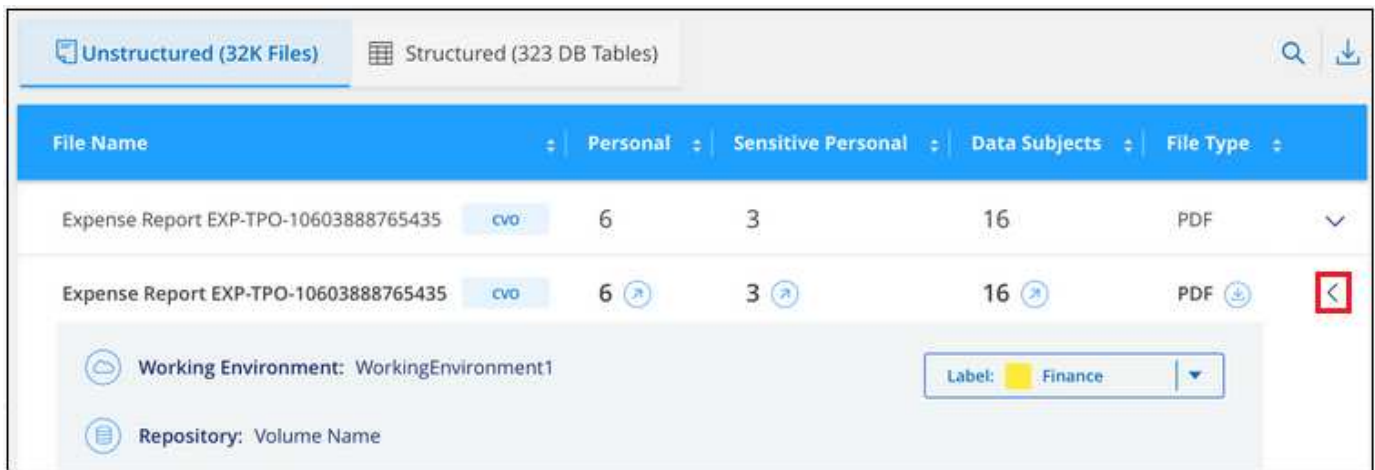 Unstructured (32K Files) Structured (323 DB Tables)
File Name Personal Sensitive Personal Data Subjects File Type
Expense Report EXP-TPO-10603888765435 CVO 6 3 16 PDF
Expense Report EXP-TPO-10603888765435 CVO 6 3 16 PDF
Working Environment: WorkingEnvironment1 Label: Finance
Repository: Volume Name